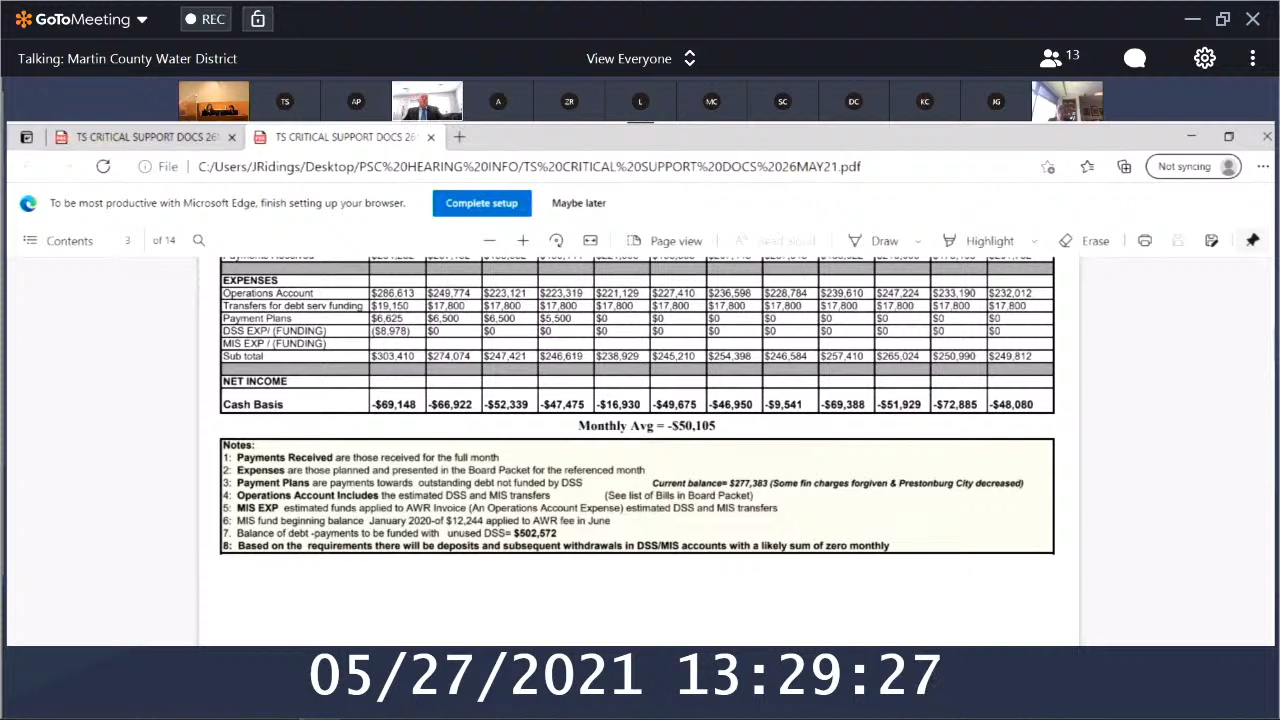 GoToMeeting REC
Talking: Martin County Water District View Everyone 13
TS AP A ZR L MC SC DC KC JG
TS CRITICAL SUPPORT DOCS 26 TS CRITICAL SUPPORT DOCS 26
File C:/Users/JRidings/Desktop/PSC%20HEARING%20INFO/TS%20CRITICAL%20SUPPORT%20DOCS%2026MAY21.pdf Not syncing
To be most productive with Microsoft Edge, finish setting up your browser. Complete setup Maybe later
Contents 3 of 14 Page view Read aloud Draw Highlight Erase
Payments Received
EXPENSES
Operations Account $286,613 $249,774 $223,121 $223,319 $221,129 $227,410 $236,598 $228,784 $239,610 $247,224 $233,190 $232,012
Transfers for debt serv funding $19,150 $17,800 $17,800 $17,800 $17,800 $17,800 $17,800 $17,800 $17,800 $17,800 $17,800 $17,800
Payment Plans $6,625 $6,500 $6,500 $5,500 $0 $0 $0 $0 $0 $0 $0 $0
DSS EXP/ (FUNDING) ($8,978) $0 $0 $0 $0 $0 $0 $0 $0 $0 $0 $0
MIS EXP / (FUNDING)
Sub total $303,410 $274,074 $247,421 $246,619 $238,929 $245,210 $254,398 $246,584 $257,410 $265,024 $250,990 $249,812
NET INCOME
Cash Basis -$69,148 -$66,922 -$52,339 -$47,475 -$16,930 -$49,675 -$46,950 -$9,541 -$69,388 -$51,929 -$72,885 -$48,080
Monthly Avg = -$50,105
Notes:
1: Payments Received are those received for the full month
2: Expenses are those planned and presented in the Board Packet for the referenced month
3: Payment Plans are payments towards outstanding debt not funded by DSS Current balance= $277,383 (Some fin charges forgiven & Prestonburg City decreased)
4: Operations Account Includes the estimated DSS and MIS transfers (See list of Bills in Board Packet)
5: MIS EXP estimated funds applied to AWR Invoice (An Operations Account Expense) estimated DSS and MIS transfers
6: MIS fund beginning balance January 2020-of $12,244 applied to AWR fee in June
7. Balance of debt -payments to be funded with unused DSS= $502,572
8: Based on the requirements there will be deposits and subsequent withdrawals in DSS/MIS accounts with a likely sum of zero monthly
05/27/2021 13:29:27